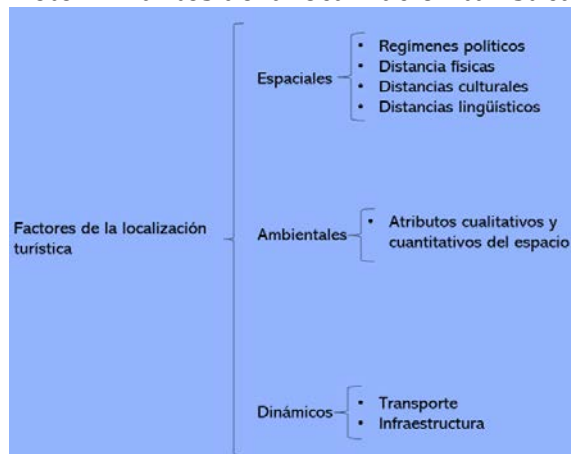 Espaciales
• Regímenes políticos
• Distancia físicas
• Distancias culturales
• Distancias lingüísticos
Factores de la localización
turística
Ambientales
• Atributos cualitativos y
cuantitativos del espacio
Dinámicos
• Transporte
• Infraestructura